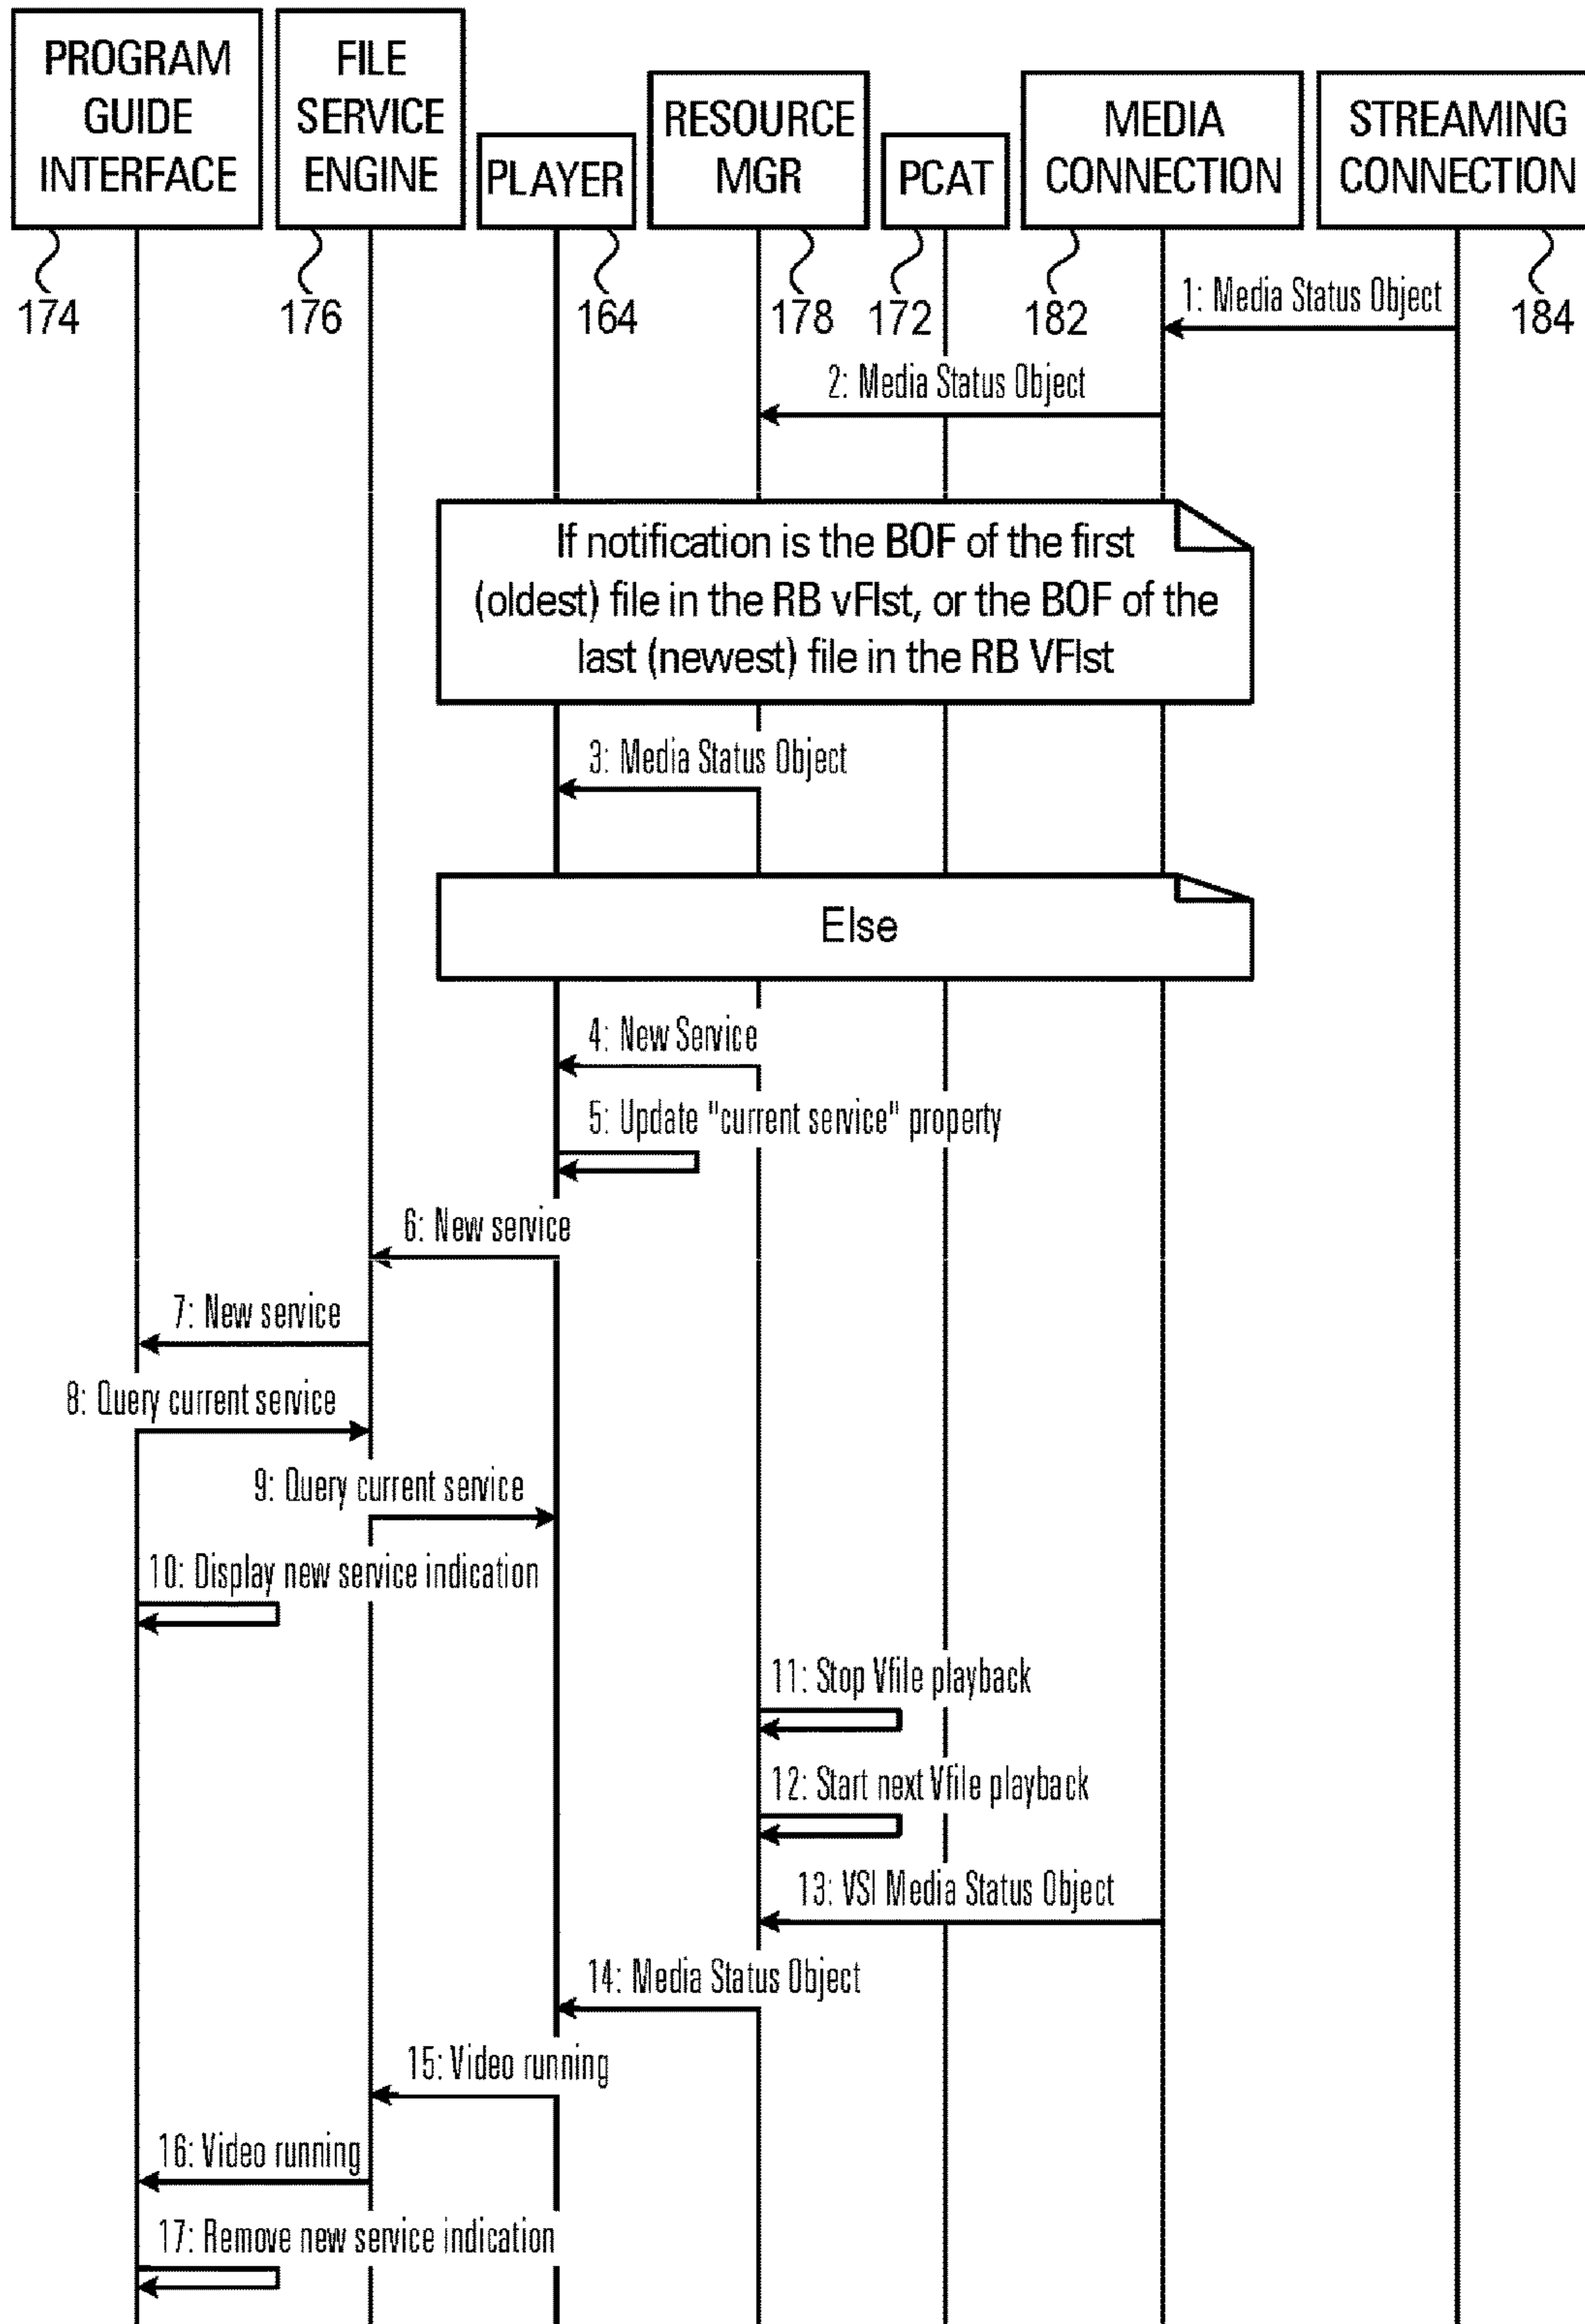 PROGRAM
GUIDE
INTERFACE
FILE
SERVICE
ENGINE
PLAYER
RESOURCE
MGR
PCAT
MEDIA
CONNECTION
STREAMING
CONNECTION
174
176
164
178
172
182
184
1: Media Status Object
2: Media Status Object
If notification is the BOF of the first
(oldest) file in the RB vFlst, or the BOF of the
last (newest) file in the RB VFlst
3: Media Status Object
Else
4: New Service
5: Update "current service" property
6: New service
7: New service
8: Query current service
9: Query current service
10: Display new service indication
11: Stop Vfile playback
12: Start next Vfile playback
13: VSI Media Status Object
14: Media Status Object
15: Video running
16: Video running
17: Remove new service indication